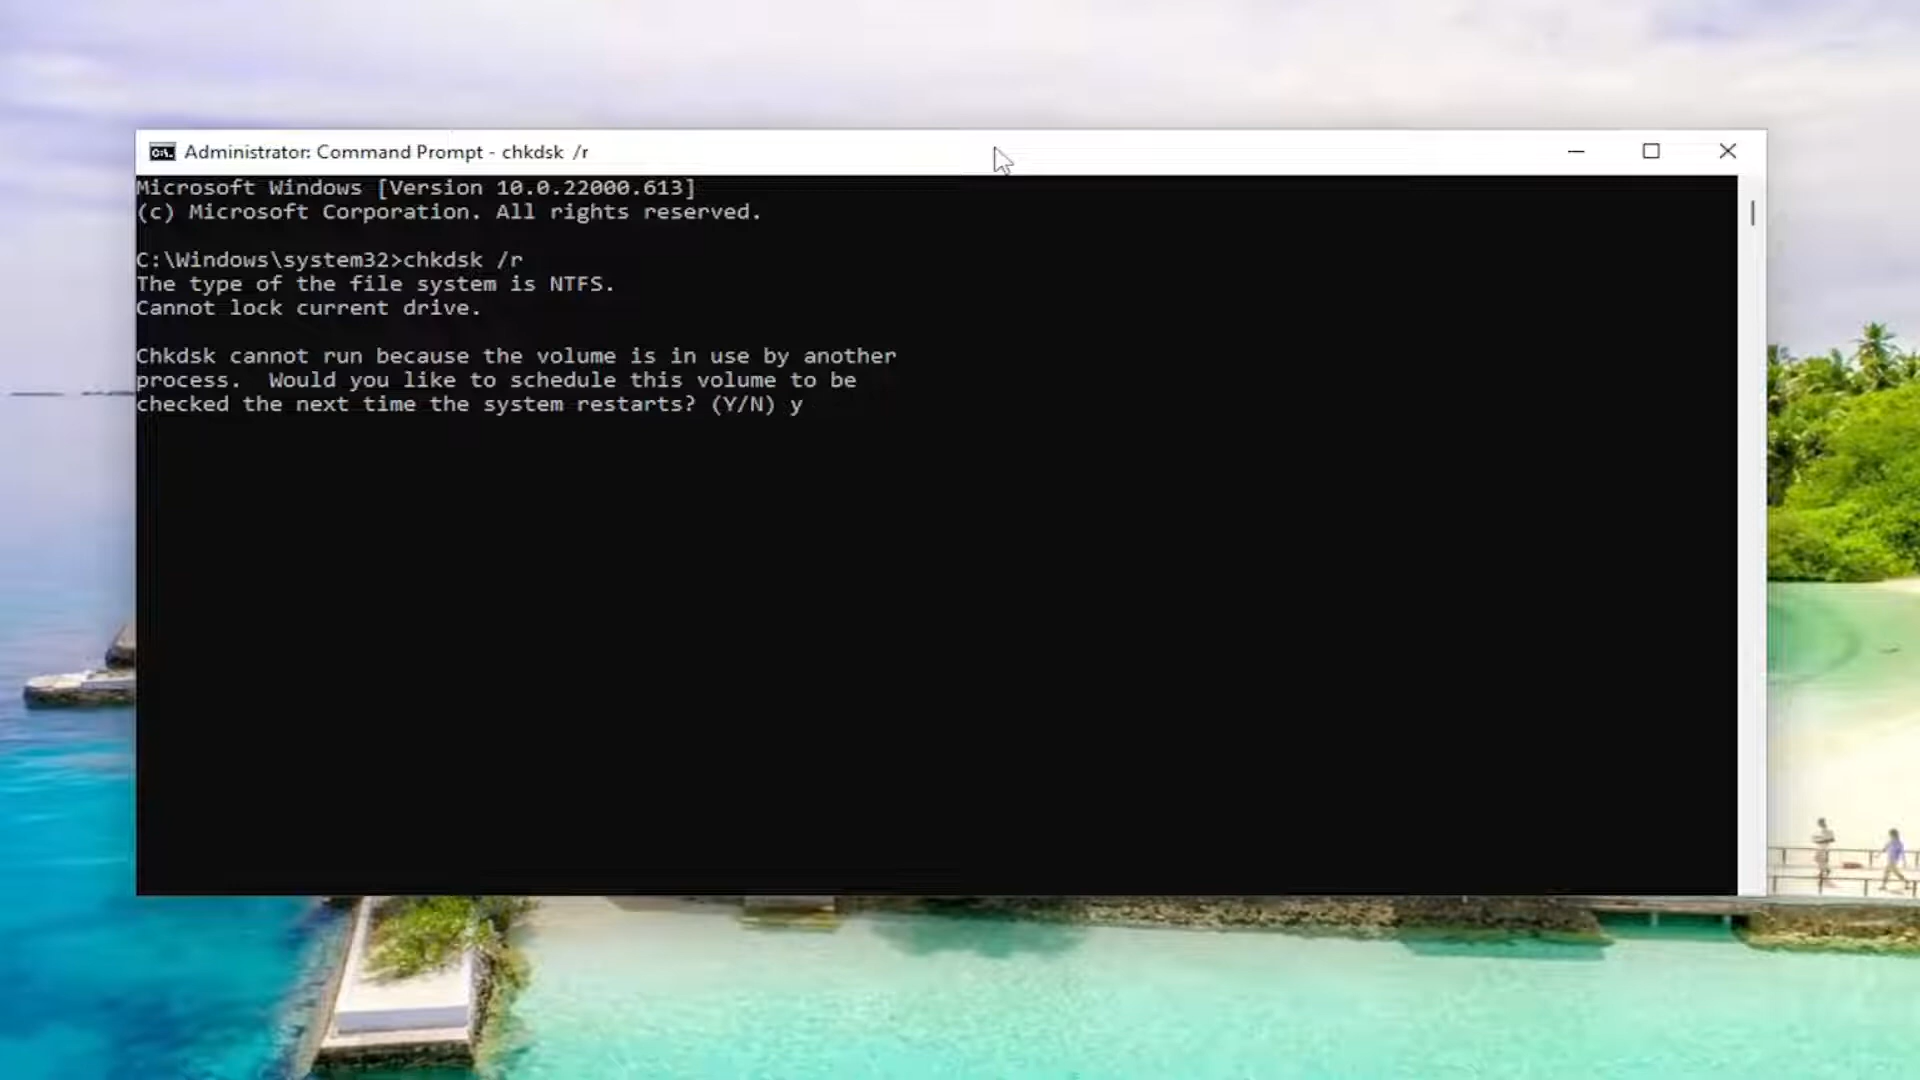 Administrator: Command Prompt - chkdsk /r
Microsoft Windows [Version 10.0.22000.613]
(c) Microsoft Corporation. All rights reserved.
C:\Windows\system32>chkdsk /r
The type of the file system is NTFS.
Cannot lock current drive.
Chkdsk cannot run because the volume is in use by another
process.  Would you like to schedule this volume to be
checked the next time the system restarts? (Y/N) y